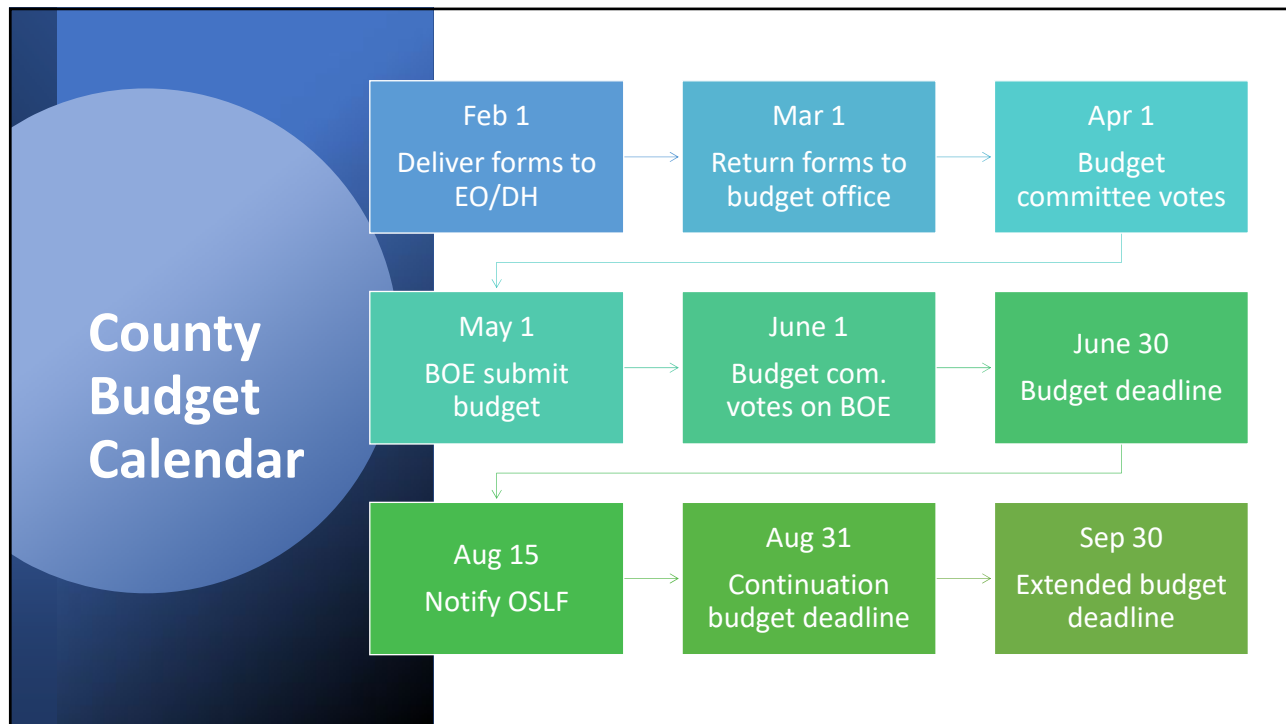 County
Budget
Calendar
Feb 1
Deliver forms to
EO/DH
Mar 1
Return forms to
budget office
Apr 1
Budget
committee votes
May 1
BOE submit
budget
June 1
Budget com.
votes on BOE
June 30
Budget deadline
Aug 15
Notify OSLF
Aug 31
Continuation
budget deadline
Sep 30
Extended budget
deadline